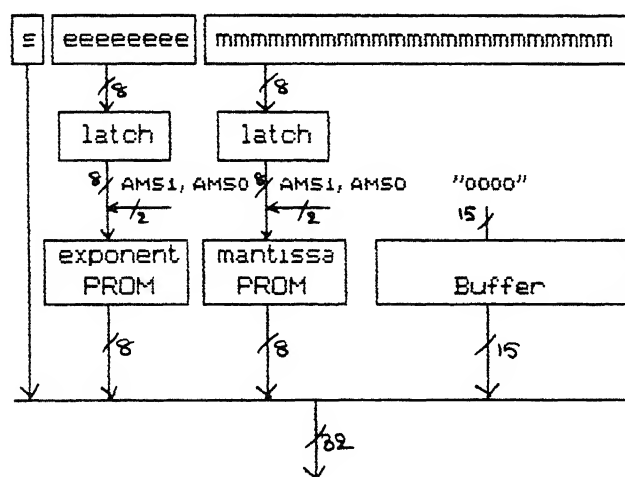 s eeeeeeee mmmmmmmmmmmmmmmmmmmmmmm
8 8
latch latch
8 AMS1, AMS0 8 AMS1, AMS0 "0000"
2 2 15
exponent mantissa
PROM PROM Buffer
8 8 15
32